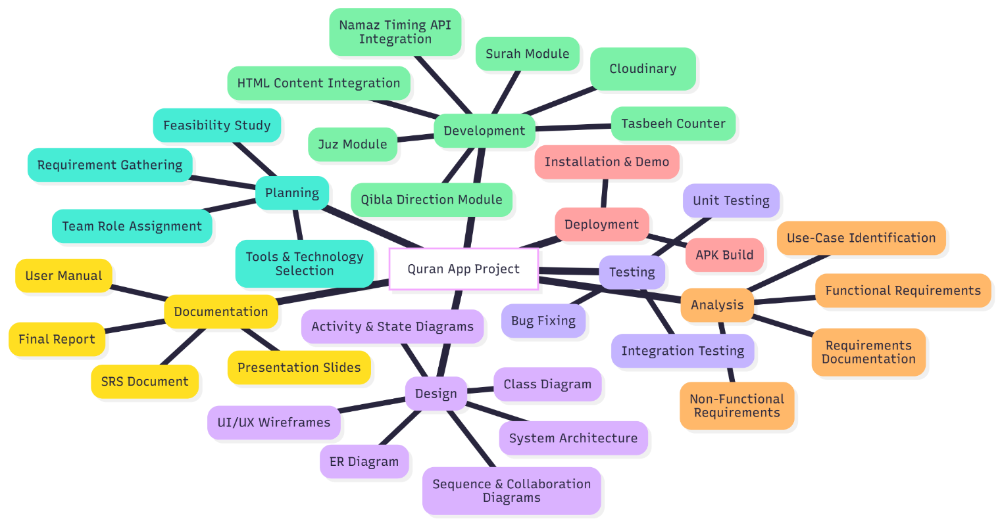 Namaz Timing API
Integration
Surah Module
Cloudinary
HTML Content Integration
Tasbeeh Counter
Development
Juz Module
Qibla Direction Module
Feasibility Study
Requirement Gathering
Planning
Team Role Assignment
Tools & Technology
Selection
Installation & Demo
Deployment
APK Build
Unit Testing
Testing
Bug Fixing
Integration Testing
Use-Case Identification
Functional Requirements
Analysis
Requirements
Documentation
Non-Functional
Requirements
Quran App Project
User Manual
Documentation
Final Report
SRS Document
Presentation Slides
Activity & State Diagrams
Design
Class Diagram
UI/UX Wireframes
System Architecture
ER Diagram
Sequence & Collaboration
Diagrams